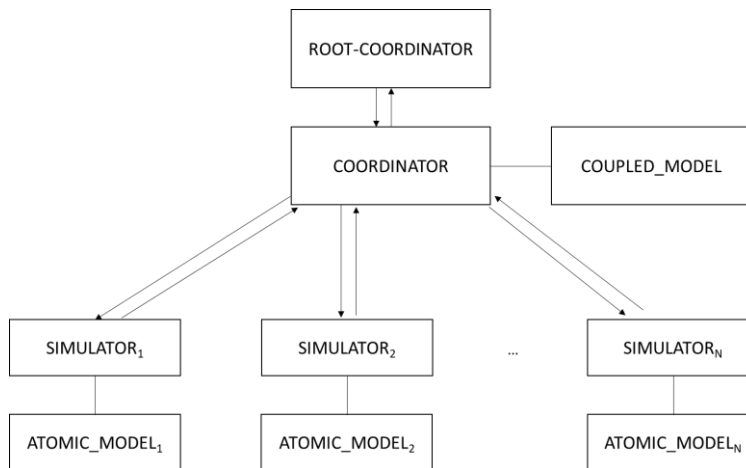 ROOT-COORDINATOR
COORDINATOR
COUPLED_MODEL
SIMULATOR₁
SIMULATOR₂
...
SIMULATORN
ATOMIC_MODEL₁
ATOMIC_MODEL₂
ATOMIC_MODELN